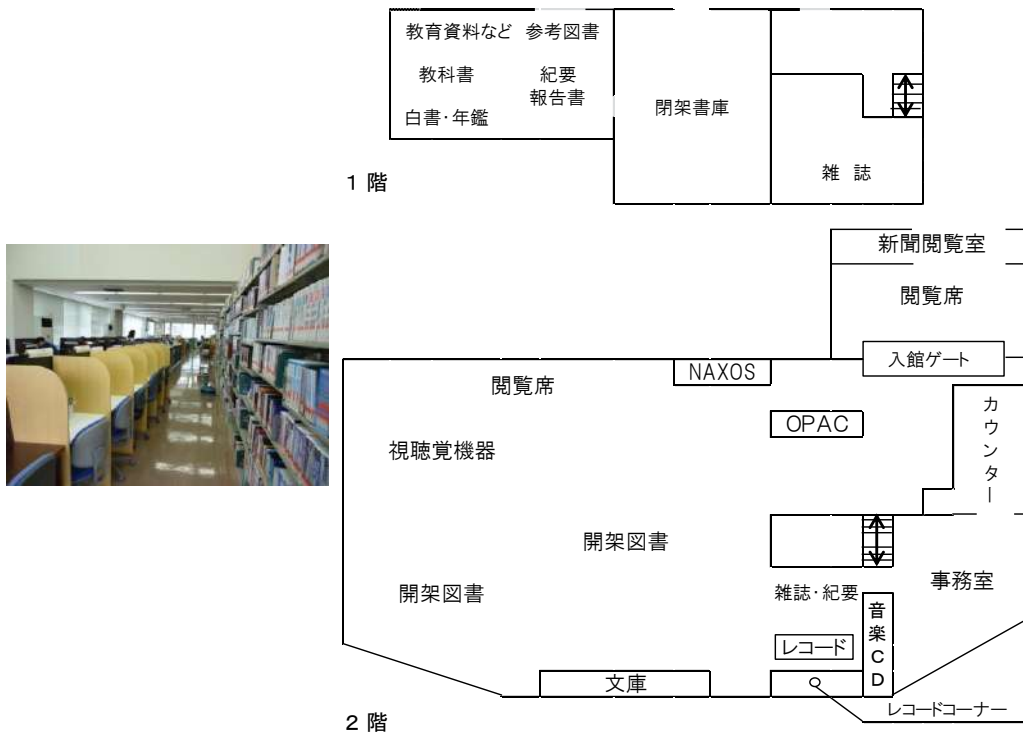 教育資料など 参考図書
教科書 紀要
報告書
白書・年鑑
閉架書庫
雑 誌
1 階
新聞閲覧室
閲覧席
入館ゲート
NAXOS
閲覧席
OPAC
カウンター
視聴覚機器
開架図書
事務室
開架図書
雑誌・紀要
音楽CD
レコード
文庫
レコードコーナー
2 階